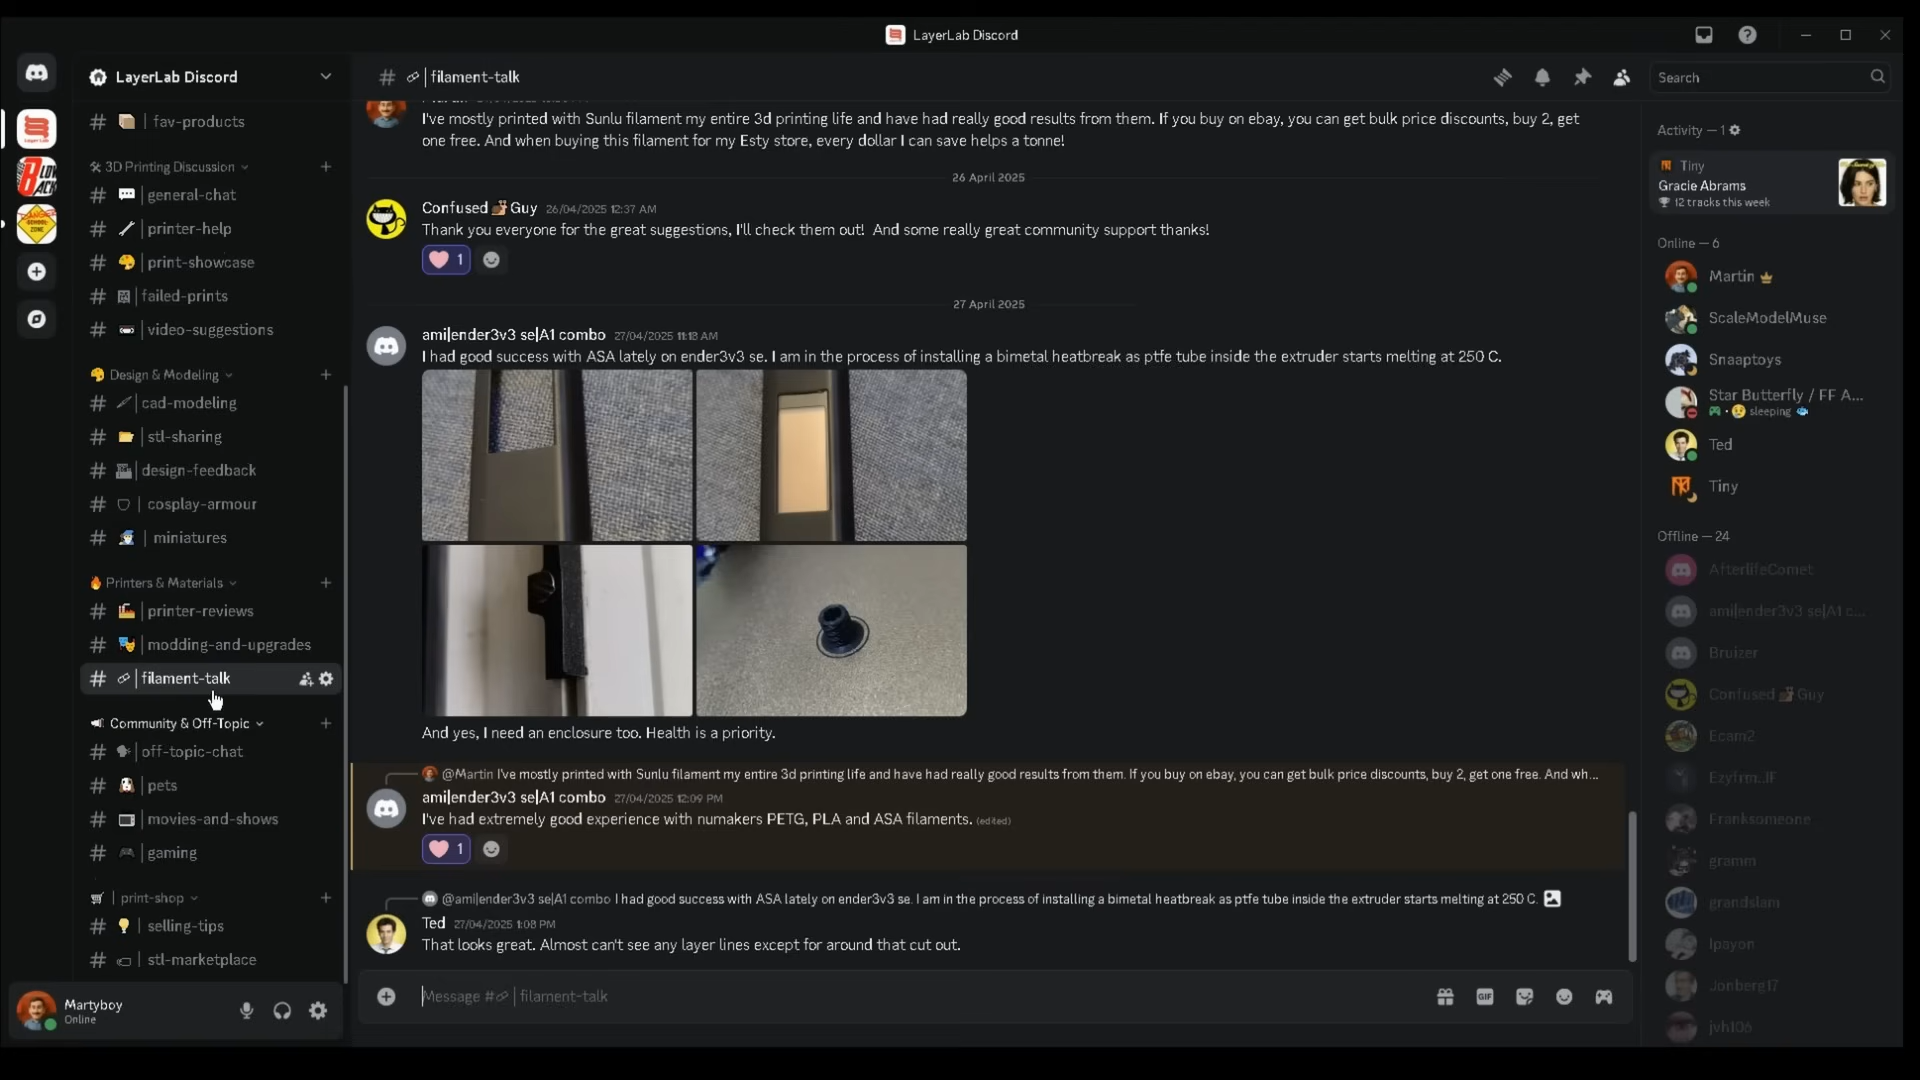 LayerLab Discord
LayerLab Discord
fav-products
3D Printing Discussion
general-chat
printer-help
print-showcase
failed-prints
video-suggestions
Design & Modeling
cad-modeling
stl-sharing
design-feedback
cosplay-armour
miniatures
Printers & Materials
printer-reviews
modding-and-upgrades
filament-talk
Community & Off-Topic
off-topic-chat
pets
movies-and-shows
gaming
print-shop
selling-tips
stl-marketplace
Martyboy
Online
# | filament-talk
Search
I've mostly printed with Sunlu filament my entire 3d printing life and have had really good results from them. If you buy on ebay, you can get bulk price discounts, buy 2, get
one free. And when buying this filament for my Esty store, every dollar I can save helps a tonne!
26 April 2025
Confused Guy 26/04/2025 12:37 AM
Thank you everyone for the great suggestions, I'll check them out! And some really great community support thanks!
1
27 April 2025
ami|ender3v3 se|A1 combo 27/04/2025 11:18 AM
I had good success with ASA lately on ender3v3 se. I am in the process of installing a bimetal heatbreak as ptfe tube inside the extruder starts melting at 250 C.
And yes, I need an enclosure too. Health is a priority.
@Martin I've mostly printed with Sunlu filament my entire 3d printing life and have had really good results from them. If you buy on ebay, you can get bulk price discounts, buy 2, get one free. And wh...
ami|ender3v3 se|A1 combo 27/04/2025 12:09 PM
I've had extremely good experience with numakers PETG, PLA and ASA filaments. (edited)
1
@ami|ender3v3 se|A1 combo I had good success with ASA lately on ender3v3 se. I am in the process of installing a bimetal heatbreak as ptfe tube inside the extruder starts melting at 250 C.
Ted 27/04/2025 1:08 PM
That looks great. Almost can't see any layer lines except for around that cut out.
Message # | filament-talk
GIF
Activity — 1
Tiny
Gracie Abrams
12 tracks this week
Online — 6
Martin
ScaleModelMuse
Snaaptoys
Star Butterfly / FF A...
sleeping
Ted
Tiny
Offline — 24
AfterlifeComet
ami|ender3v3 se|A1 c...
Bruizer
Confused Guy
Ecam2
Ezyfrm..IF
Franksomeone
gramm
grandslam
lpayon
Jonberg17
jvh106